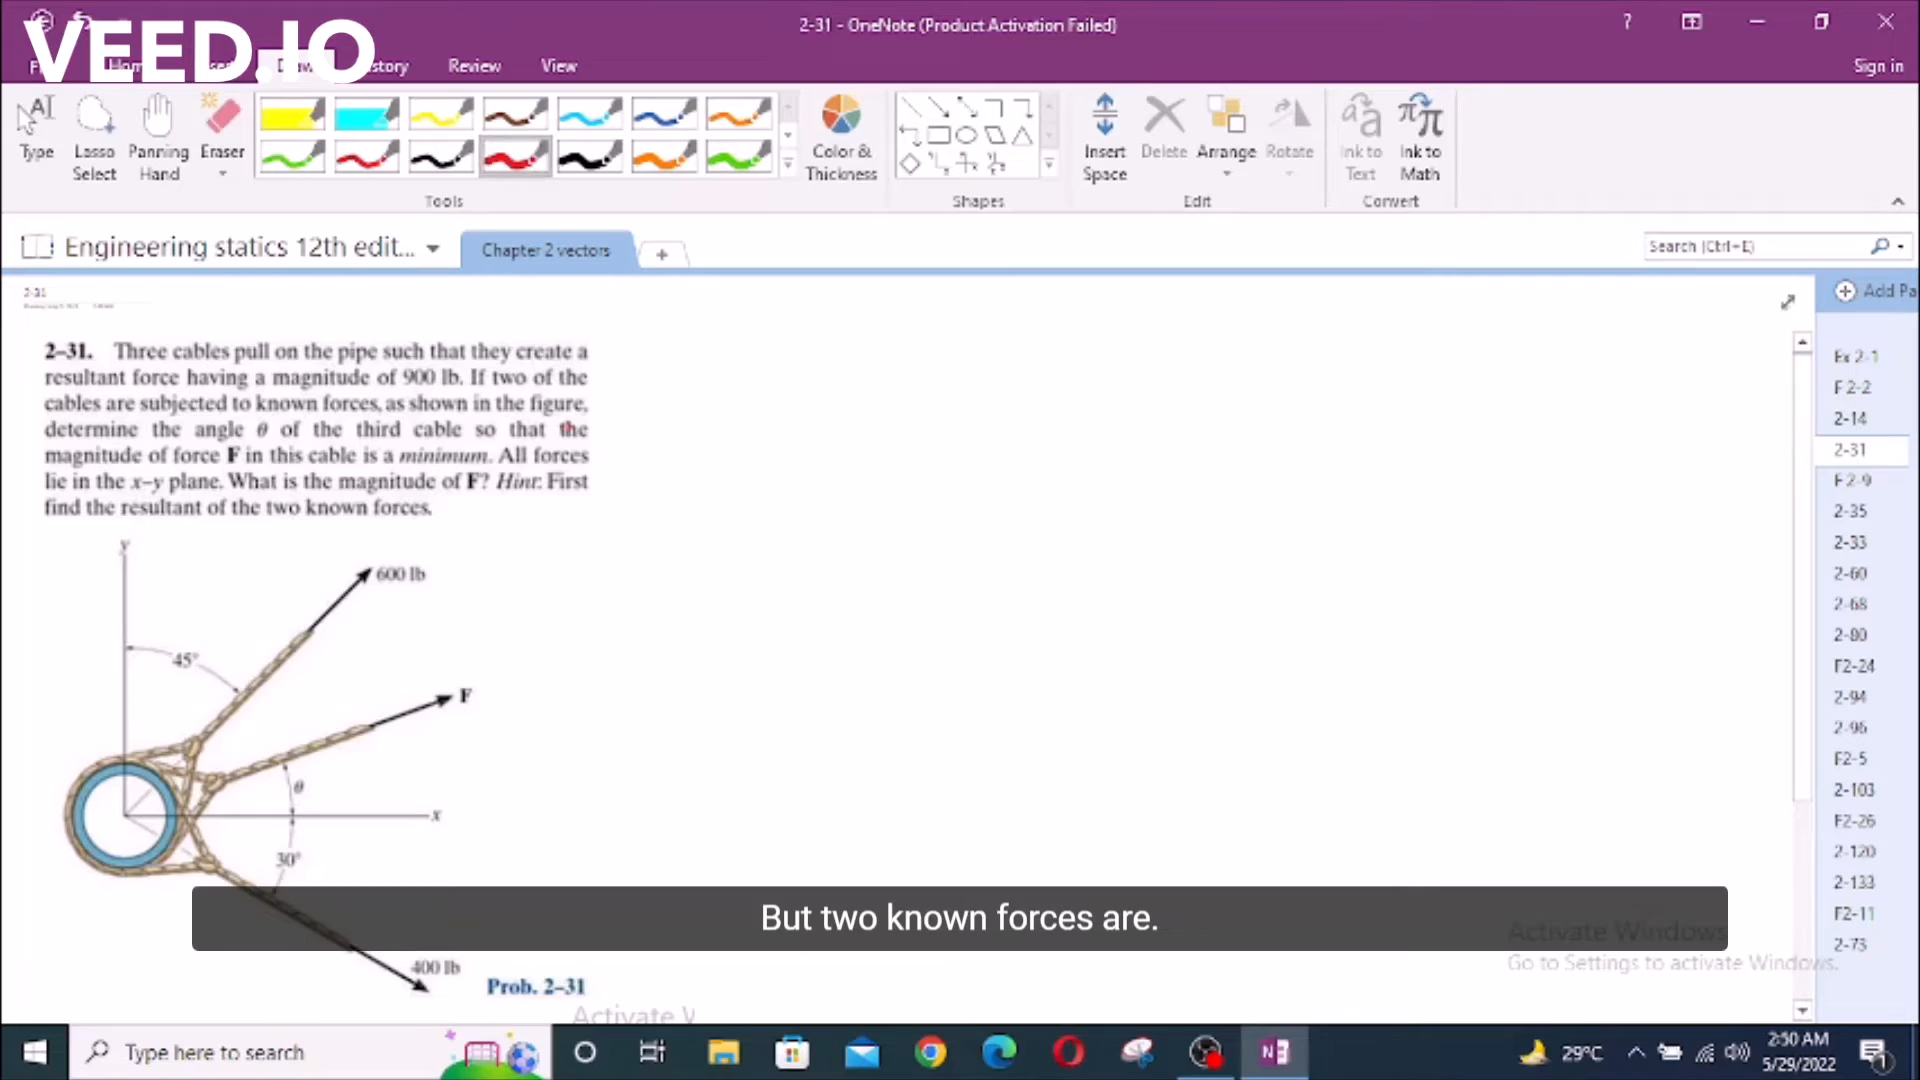 VEED.IO
2-31 - OneNote (Product Activation Failed)
?
Review
View
Sign in
Type
Lasso
Select
Panning
Hand
Eraser
Color &
Thickness
Insert
Space
Delete
Arrange
Rotate
Ink to
Text
Ink to
Math
Tools
Shapes
Edit
Convert
Engineering statics 12th edit...
Chapter 2 vectors
+
Search (Ctrl+E)
2-31
Add Pa
2–31. Three cables pull on the pipe such that they create a
resultant force having a magnitude of 900 lb. If two of the
cables are subjected to known forces, as shown in the figure,
determine the angle θ of the third cable so that the
magnitude of force F in this cable is a minimum. All forces
lie in the x–y plane. What is the magnitude of F? Hint: First
find the resultant of the two known forces.
y
600 lb
45°
F
θ
x
30°
400 lb
Prob. 2–31
Ex 2-1
F 2-2
2-14
2-31
F 2-9
2-35
2-33
2-60
2-68
2-80
F2-24
2-94
2-96
F2-5
2-103
F2-26
2-120
2-133
F2-11
2-73
But two known forces are.
Activate Windows
Go to Settings to activate Windows.
Type here to search
29°C
2:50 AM
5/29/2022